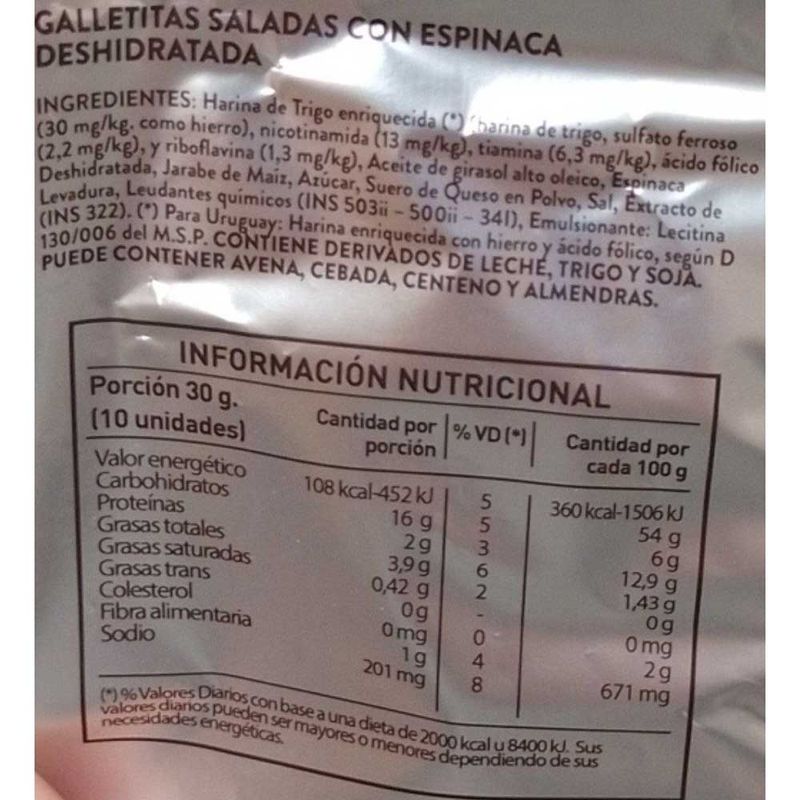 GALLETITAS SALADAS CON ESPINACA
DESHIDRATADA
INGREDIENTES: Harina de Trigo enriquecida (*) (harina de trigo, sulfato ferroso
(30 mg/kg. como hierro), nicotinamida (13 mg/kg), tiamina (6,3 mg/kg), ácido fólico
(2,2 mg/kg), y riboflavina (1,3 mg/kg), Aceite de girasol alto oleico, Espinaca
Deshidratada, Jarabe de Maíz, Azúcar, Suero de Queso en Polvo, Sal, Extracto de
Levadura, Leudantes químicos (INS 503ii - 500ii - 341), Emulsionante: Lecitina
(INS 322). (*) Para Uruguay: Harina enriquecida con hierro y ácido fólico, según D
130/006 del M.S.P. CONTIENE DERIVADOS DE LECHE, TRIGO Y SOJA.
PUEDE CONTENER AVENA, CEBADA, CENTENO Y ALMENDRAS.
INFORMACIÓN NUTRICIONAL
Porción 30 g.
(10 unidades)
Cantidad por porción % VD (*) Cantidad por cada 100 g
Valor energético 108 kcal-452 kJ 5 360 kcal-1506 kJ
Carbohidratos 16 g 5 54 g
Proteínas 2 g 3 6 g
Grasas totales 3,9 g 6 12,9 g
Grasas saturadas 0,42 g 2 1,43 g
Grasas trans 0 g - 0 g
Colesterol 0 mg 0 0 mg
Fibra alimentaria 1 g 4 2 g
Sodio 201 mg 8 671 mg
(*) % Valores Diarios con base a una dieta de 2000 kcal u 8400 kJ. Sus
valores diarios pueden ser mayores o menores dependiendo de sus
necesidades energéticas.